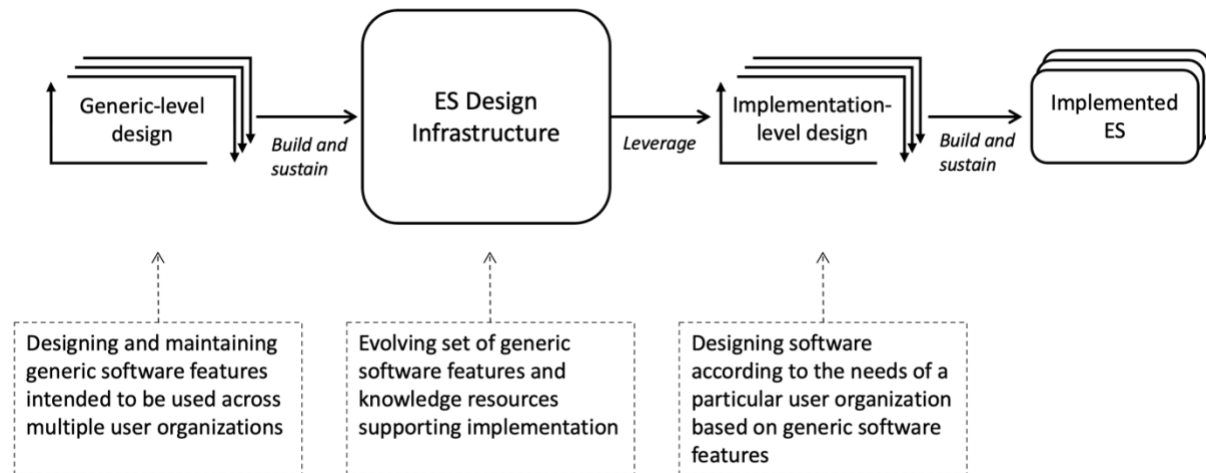 Generic-level
design
Build and
sustain
ES Design
Infrastructure
Leverage
Implementation-
level design
Build and
sustain
Implemented
ES
Designing and maintaining
generic software features
intended to be used across
multiple user organizations
Evolving set of generic
software features and
knowledge resources
supporting implementation
Designing software
according to the needs of a
particular user organization
based on generic software
features